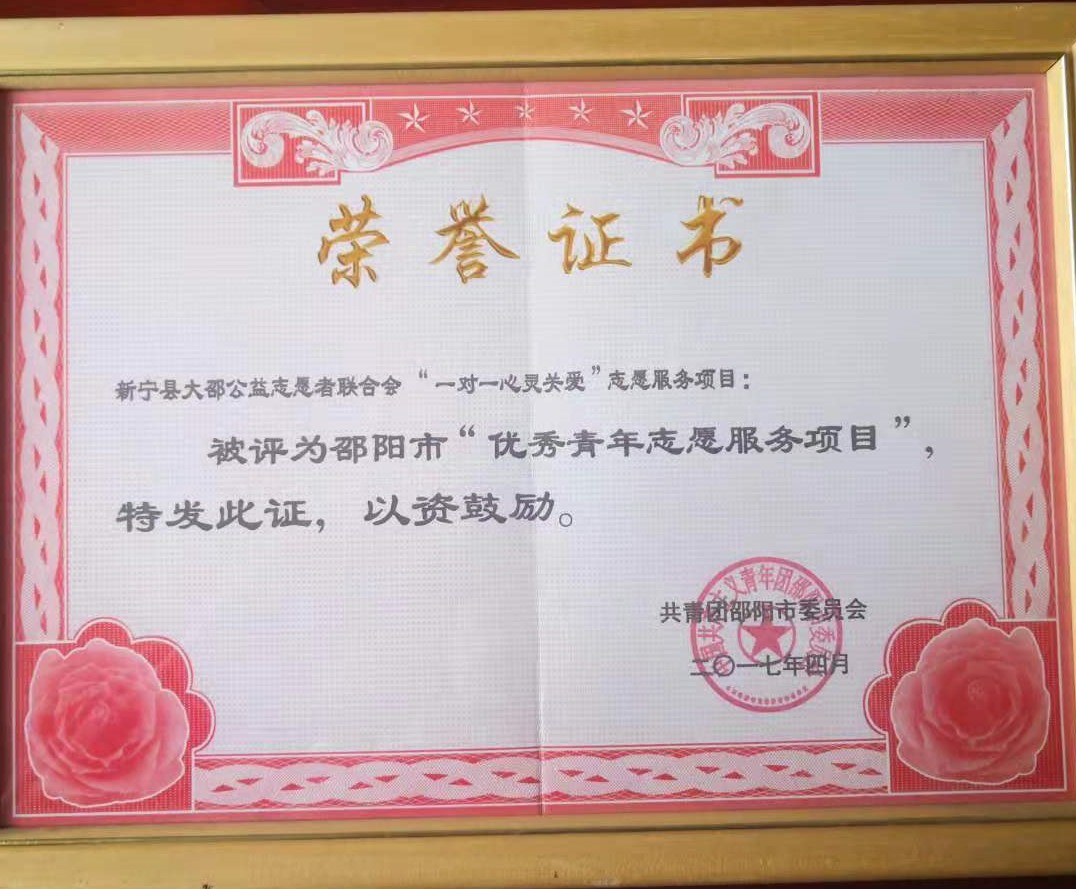 荣誉证书
新宁县大邵公益志愿者联合会“一对一心灵关爱”志愿服务项目：
被评为邵阳市“优秀青年志愿服务项目”，
特发此证，以资鼓励。
共青团邵阳市委员会
二〇一七年四月